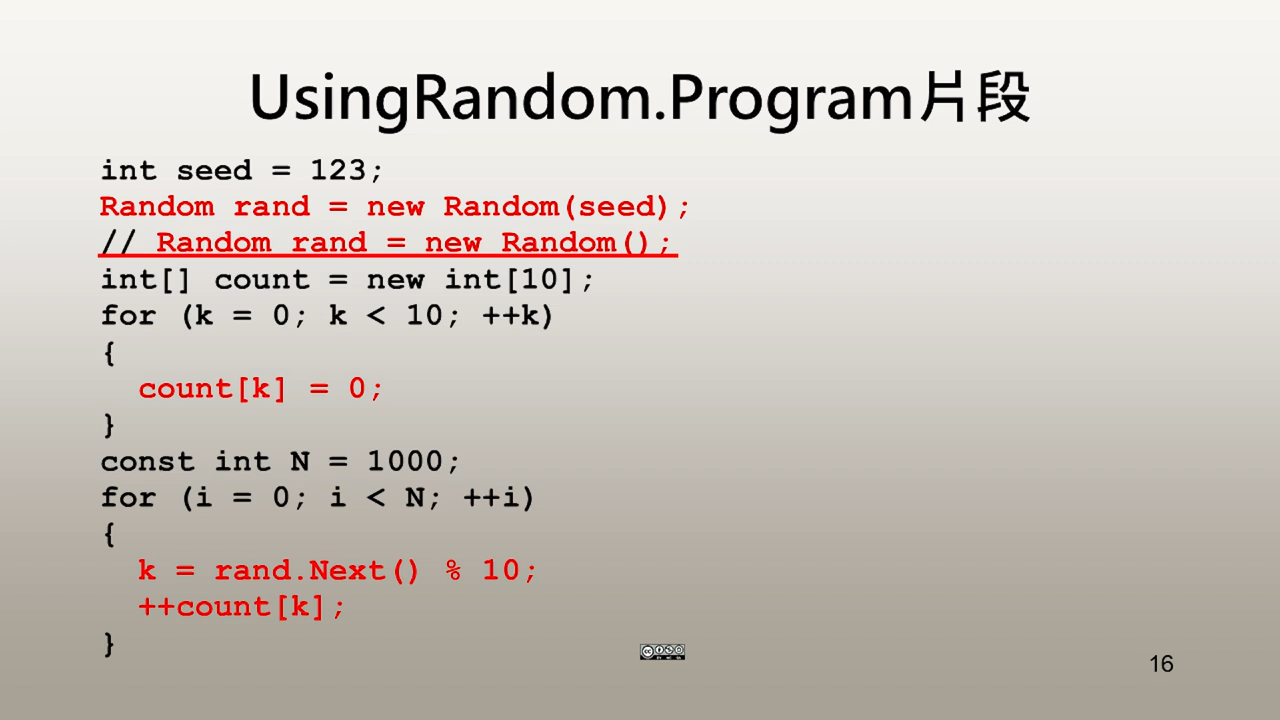 UsingRandom.Program片段
int seed = 123;
Random rand = new Random(seed);
// Random rand = new Random();
int[] count = new int[10];
for (k = 0; k < 10; ++k)
{
  count[k] = 0;
}
const int N = 1000;
for (i = 0; i < N; ++i)
{
  k = rand.Next() % 10;
  ++count[k];
}
16